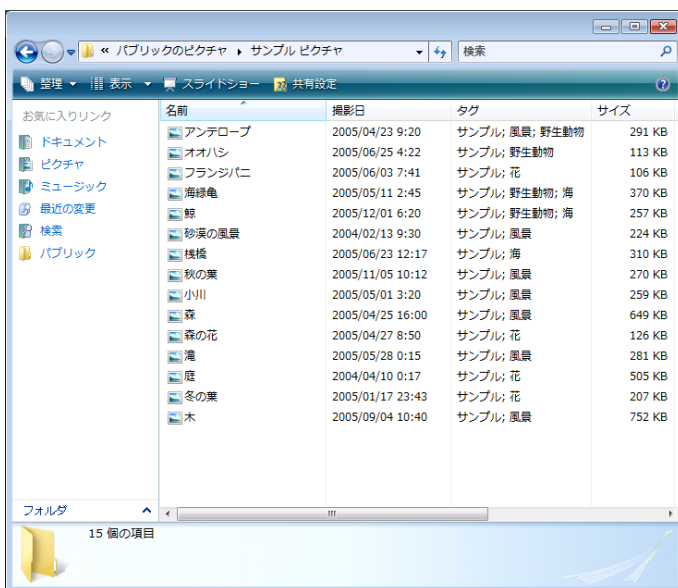 « パブリックのピクチャ ▸ サンプル ピクチャ 検索
整理 表示 スライドショー 共有設定
お気に入りリンク
ドキュメント
ピクチャ
ミュージック
最近の変更
検索
パブリック
フォルダ
名前 撮影日 タグ サイズ
アンテロープ 2005/04/23 9:20 サンプル; 風景; 野生動物 291 KB
オオハシ 2005/06/25 4:22 サンプル; 野生動物 113 KB
フランジパニ 2005/06/03 7:41 サンプル; 花 106 KB
海緑亀 2005/05/11 2:45 サンプル; 野生動物; 海 370 KB
鯨 2005/12/01 6:20 サンプル; 野生動物; 海 257 KB
砂漠の風景 2004/02/13 9:30 サンプル; 風景 224 KB
桟橋 2005/06/23 12:17 サンプル; 海 310 KB
秋の葉 2005/11/05 10:12 サンプル; 風景 270 KB
小川 2005/05/01 3:20 サンプル; 風景 259 KB
森 2005/04/25 16:00 サンプル; 風景 649 KB
森の花 2005/04/27 8:50 サンプル; 花 126 KB
滝 2005/05/28 0:15 サンプル; 風景 281 KB
庭 2004/04/10 0:17 サンプル; 花 505 KB
冬の葉 2005/01/17 23:43 サンプル; 花 207 KB
木 2005/09/04 10:40 サンプル; 風景 752 KB
15 個の項目